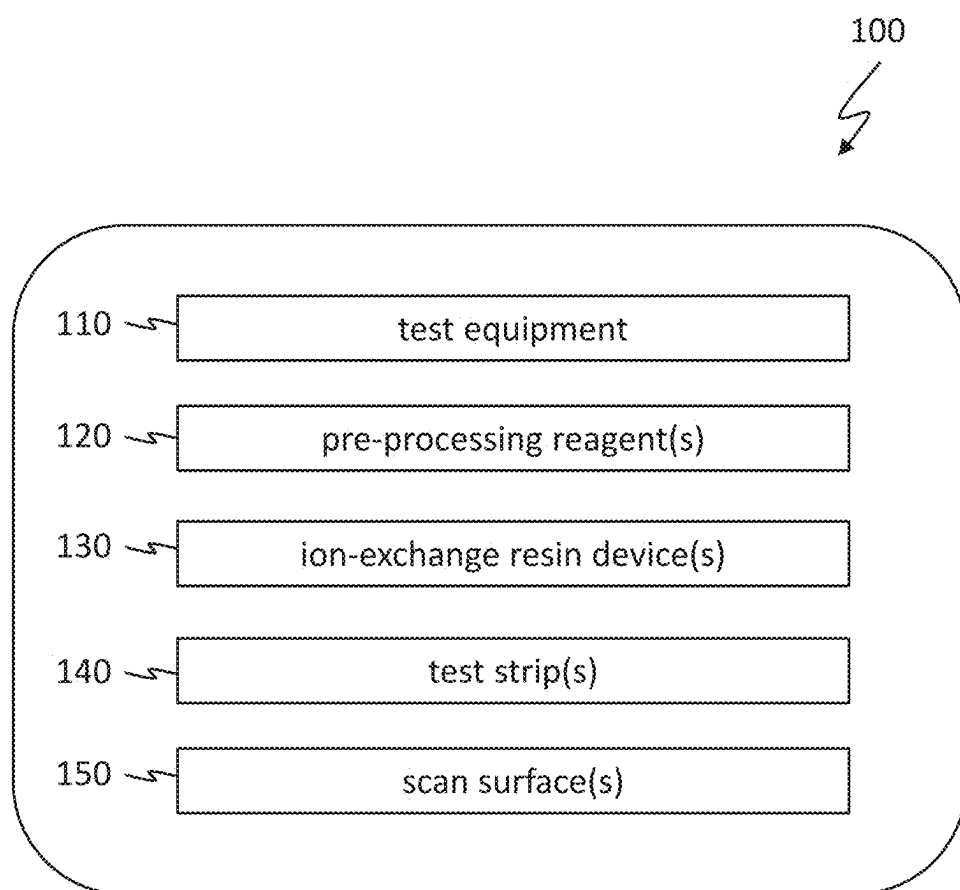 100
110 test equipment
120 pre-processing reagent(s)
130 ion-exchange resin device(s)
140 test strip(s)
150 scan surface(s)